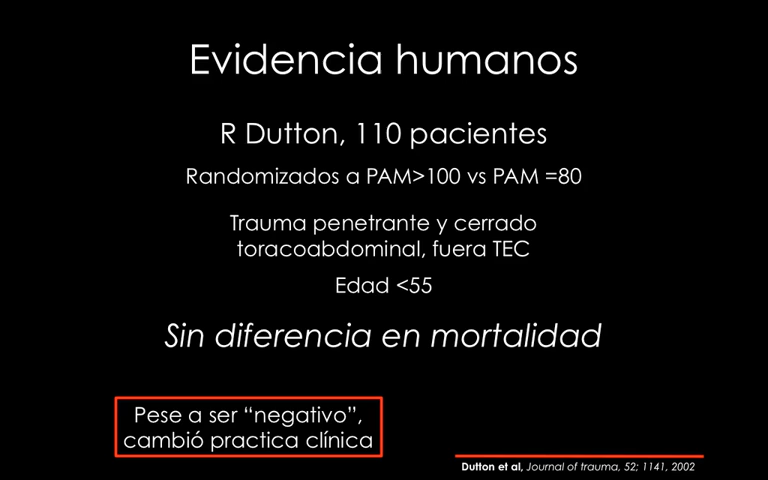 Evidencia humanos
R Dutton, 110 pacientes
Randomizados a PAM>100 vs PAM =80
Trauma penetrante y cerrado
toracoabdominal, fuera TEC
Edad <55
Sin diferencia en mortalidad
Pese a ser “negativo”,
cambió practica clínica
Dutton et al, Journal of trauma, 52; 1141, 2002